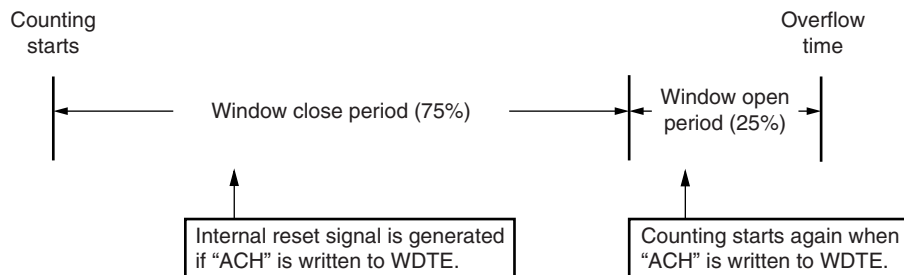 Counting
starts
Overflow
time
Window close period (75%)
Window open
period (25%)
Internal reset signal is generated
if “ACH” is written to WDTE.
Counting starts again when
“ACH” is written to WDTE.